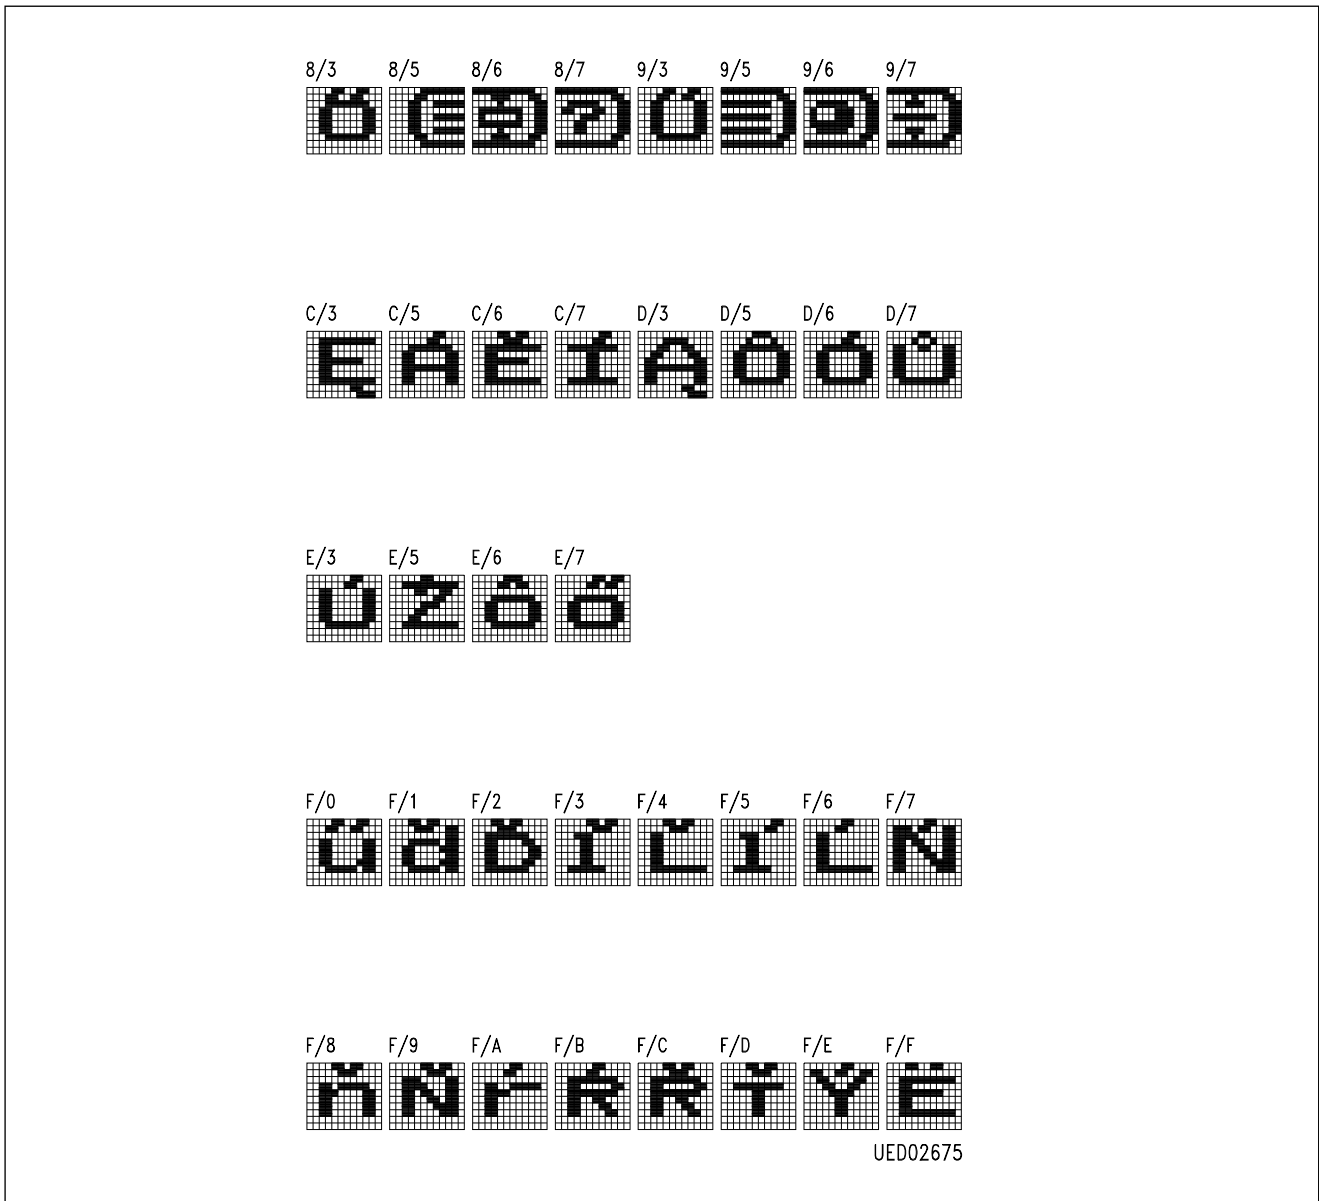 8/3 8/5 8/6 8/7 9/3 9/5 9/6 9/7
Ö ? Ü ÷
C/3 C/5 C/6 C/7 D/3 D/5 D/6 D/7
Ę Á Ě Í Ą Ô Ó Ů
E/3 E/5 E/6 E/7
Ú Ô Ő
F/0 F/1 F/2 F/3 F/4 F/5 F/6 F/7
ü ď Ď Ľ í Ĺ Ń
F/8 F/9 F/A F/B F/C F/D F/E F/F
ň Ň ŕ Ŕ Ř Ť Ë
UED02675